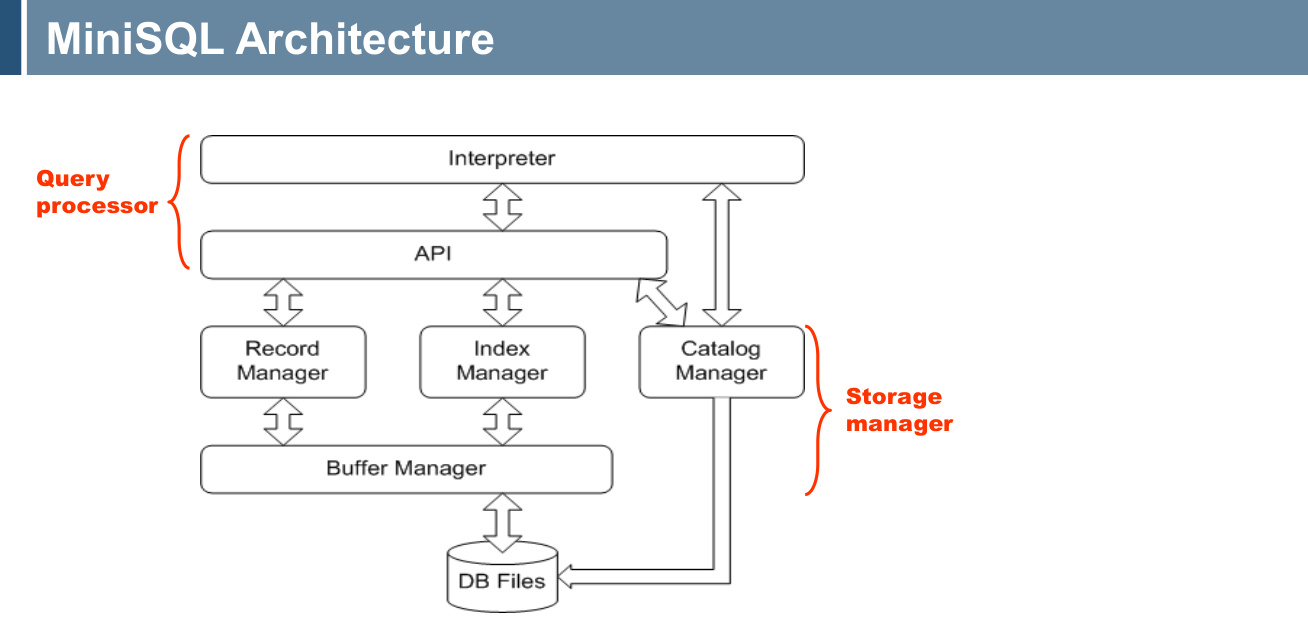 MiniSQL Architecture
Interpreter
Query
processor
API
Record
Manager
Index
Manager
Catalog
Manager
Storage
manager
Buffer Manager
DB Files